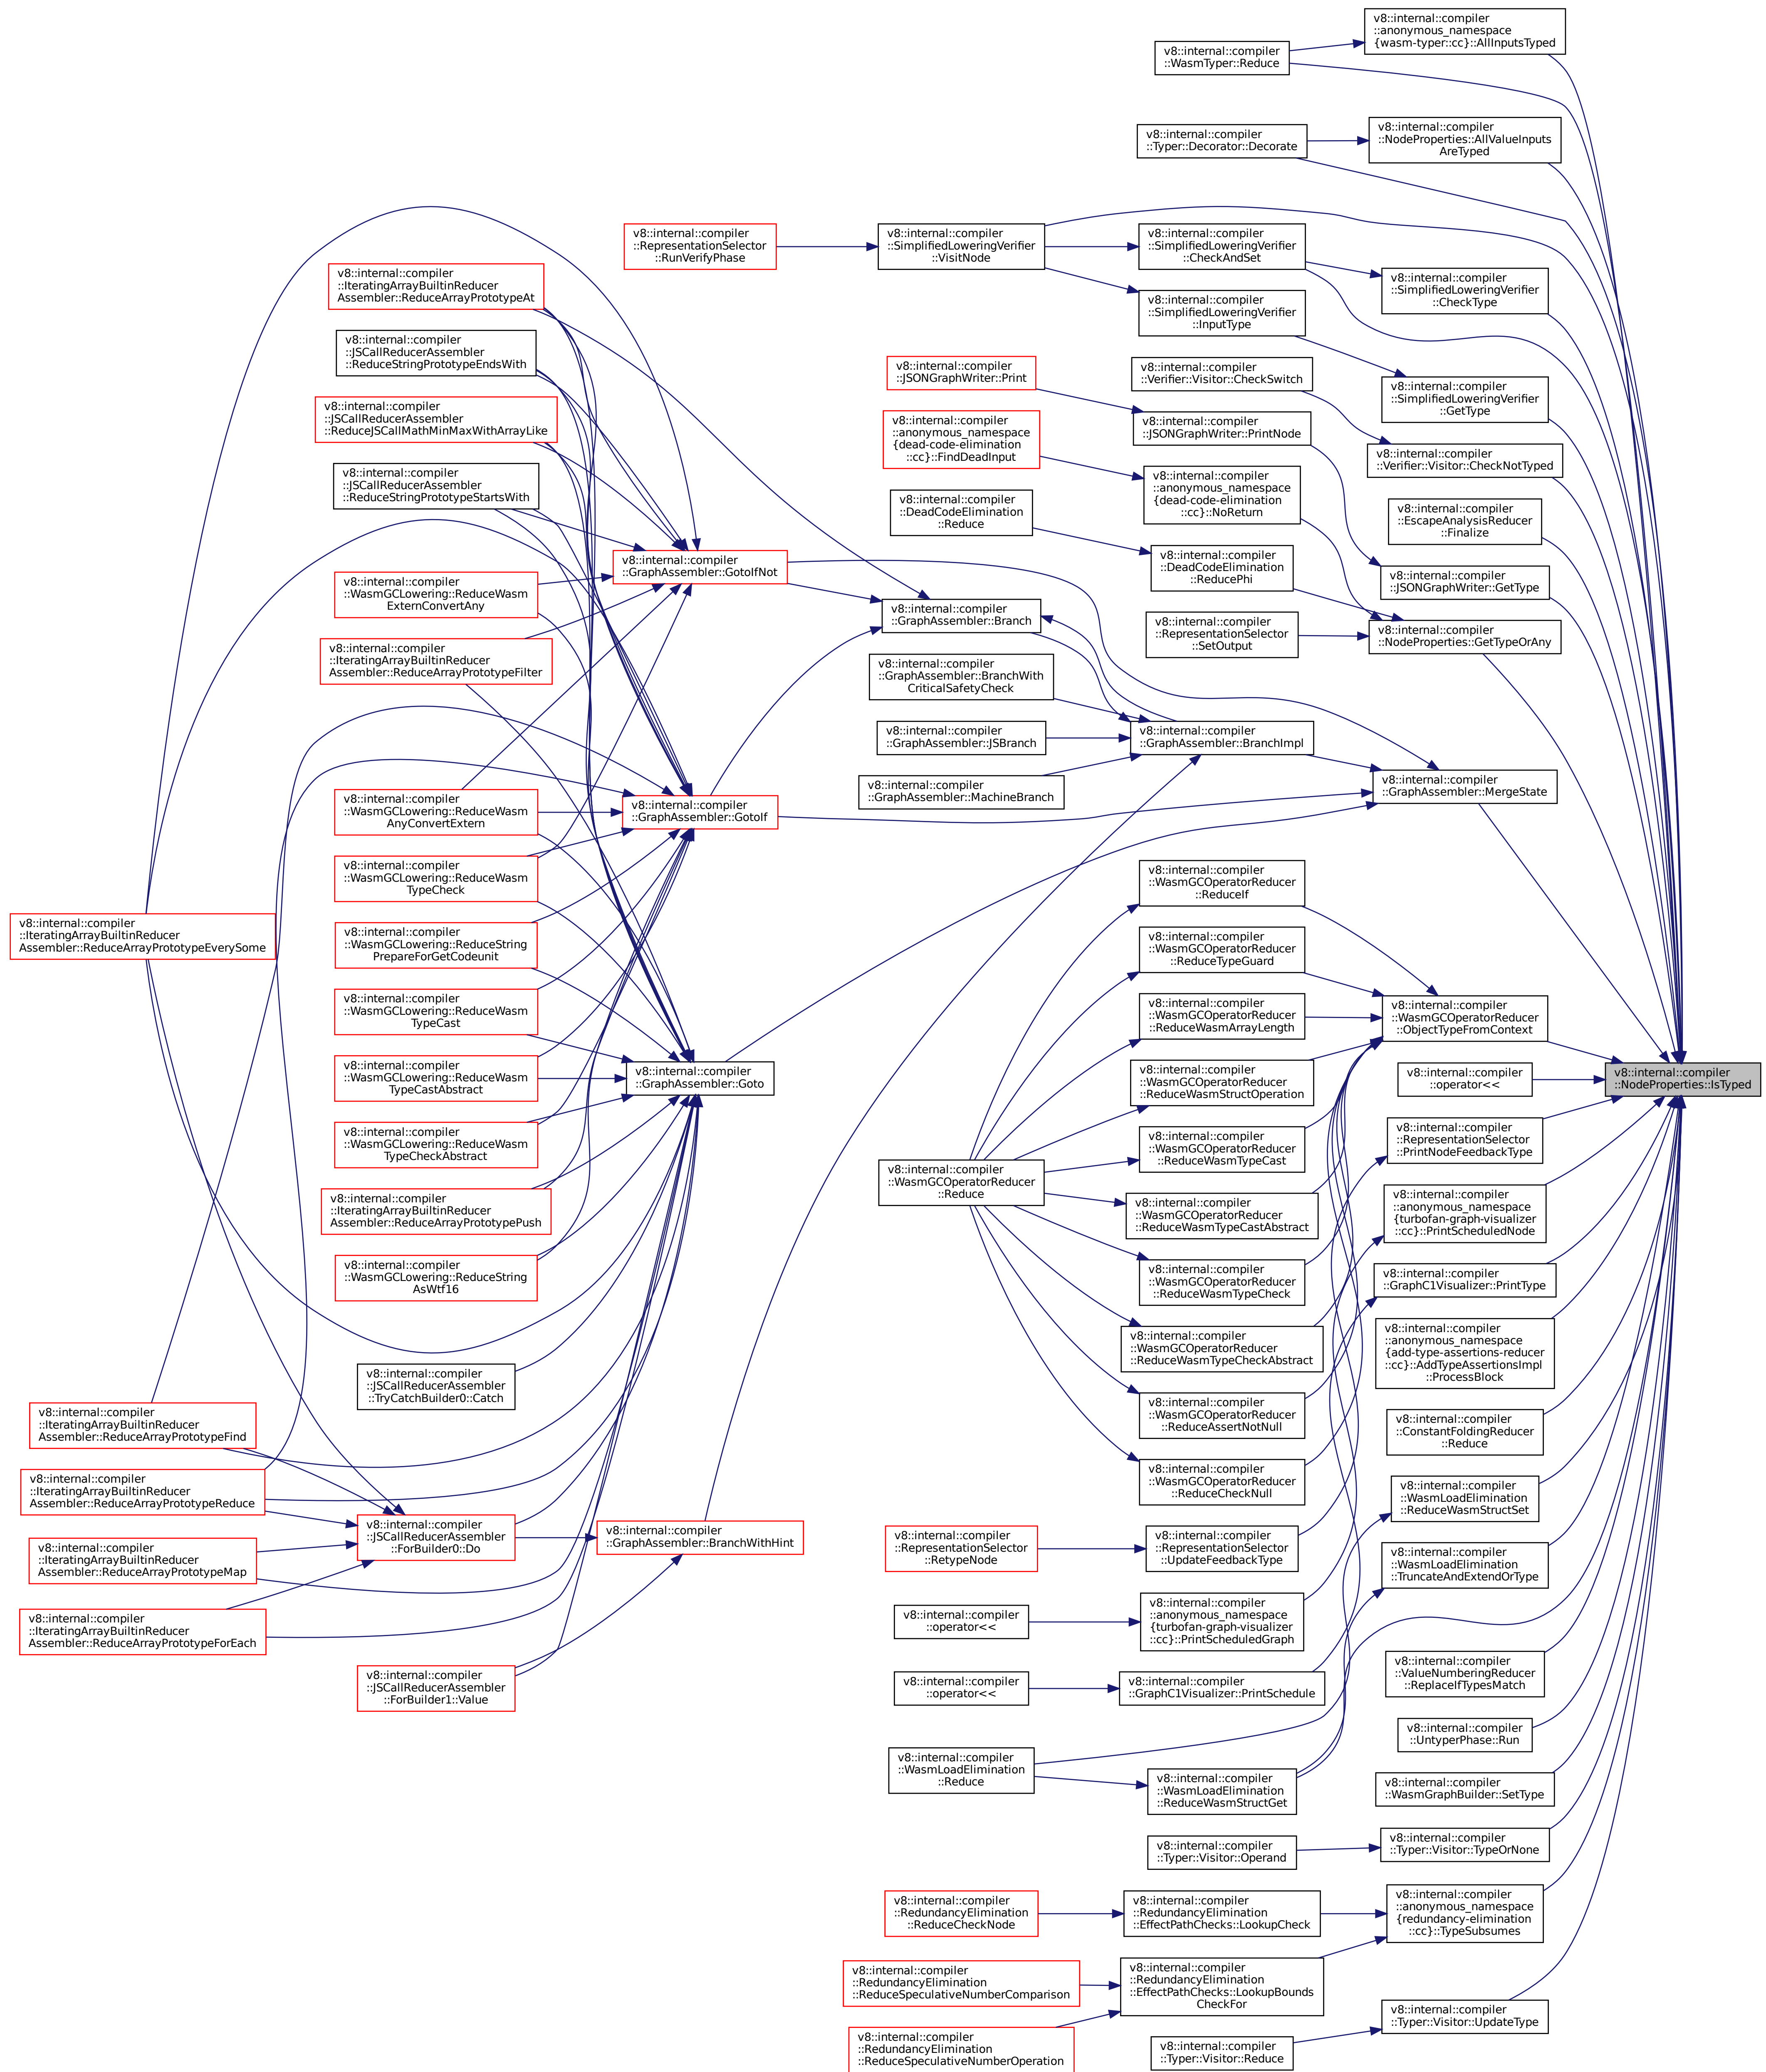 v8::internal::compiler
::anonymous_namespace
{wasm-typer::cc}::AllInputsTyped
v8::internal::compiler
::WasmTyper::Reduce
v8::internal::compiler
::NodeProperties::AllValueInputs
AreTyped
v8::internal::compiler
::Typer::Decorator::Decorate
v8::internal::compiler
::RepresentationSelector
::RunVerifyPhase
v8::internal::compiler
::SimplifiedLoweringVerifier
::VisitNode
v8::internal::compiler
::SimplifiedLoweringVerifier
::CheckAndSet
v8::internal::compiler
::SimplifiedLoweringVerifier
::CheckType
v8::internal::compiler
::SimplifiedLoweringVerifier
::InputType
v8::internal::compiler
::SimplifiedLoweringVerifier
::GetType
v8::internal::compiler
::IteratingArrayBuiltinReducer
Assembler::ReduceArrayPrototypeAt
v8::internal::compiler
::JSCallReducerAssembler
::ReduceStringPrototypeEndsWith
v8::internal::compiler
::JSCallReducerAssembler
::ReduceJSCallMathMinMaxWithArrayLike
v8::internal::compiler
::JSCallReducerAssembler
::ReduceStringPrototypeStartsWith
v8::internal::compiler
::JSONGraphWriter::Print
v8::internal::compiler
::Verifier::Visitor::CheckSwitch
v8::internal::compiler
::JSONGraphWriter::PrintNode
v8::internal::compiler
::anonymous_namespace
{dead-code-elimination
::cc}::FindDeadInput
v8::internal::compiler
::Verifier::Visitor::CheckNotTyped
v8::internal::compiler
::anonymous_namespace
{dead-code-elimination
::cc}::NoReturn
v8::internal::compiler
::DeadCodeElimination
::Reduce
v8::internal::compiler
::EscapeAnalysisReducer
::Finalize
v8::internal::compiler
::DeadCodeElimination
::ReducePhi
v8::internal::compiler
::JSONGraphWriter::GetType
v8::internal::compiler
::GraphAssembler::GotoIfNot
v8::internal::compiler
::WasmGCLowering::ReduceWasm
ExternConvertAny
v8::internal::compiler
::GraphAssembler::Branch
v8::internal::compiler
::RepresentationSelector
::SetOutput
v8::internal::compiler
::NodeProperties::GetTypeOrAny
v8::internal::compiler
::IteratingArrayBuiltinReducer
Assembler::ReduceArrayPrototypeFilter
v8::internal::compiler
::GraphAssembler::BranchWith
CriticalSafetyCheck
v8::internal::compiler
::GraphAssembler::JSBranch
v8::internal::compiler
::GraphAssembler::BranchImpl
v8::internal::compiler
::GraphAssembler::MachineBranch
v8::internal::compiler
::GraphAssembler::MergeState
v8::internal::compiler
::WasmGCLowering::ReduceWasm
AnyConvertExtern
v8::internal::compiler
::GraphAssembler::GotoIf
v8::internal::compiler
::WasmGCLowering::ReduceWasm
TypeCheck
v8::internal::compiler
::IteratingArrayBuiltinReducer
Assembler::ReduceArrayPrototypeEverySome
v8::internal::compiler
::WasmGCLowering::ReduceString
PrepareForGetCodeunit
v8::internal::compiler
::WasmGCLowering::ReduceWasm
TypeCast
v8::internal::compiler
::WasmGCLowering::ReduceWasm
TypeCastAbstract
v8::internal::compiler
::GraphAssembler::Goto
v8::internal::compiler
::WasmGCLowering::ReduceWasm
TypeCheckAbstract
v8::internal::compiler
::IteratingArrayBuiltinReducer
Assembler::ReduceArrayPrototypePush
v8::internal::compiler
::WasmGCLowering::ReduceString
AsWtf16
v8::internal::compiler
::JSCallReducerAssembler
::TryCatchBuilder0::Catch
v8::internal::compiler
::WasmGCOperatorReducer
::ReduceIf
v8::internal::compiler
::WasmGCOperatorReducer
::ReduceTypeGuard
v8::internal::compiler
::WasmGCOperatorReducer
::ReduceWasmArrayLength
v8::internal::compiler
::WasmGCOperatorReducer
::ObjectTypeFromContext
v8::internal::compiler
::WasmGCOperatorReducer
::ReduceWasmStructOperation
v8::internal::compiler
::operator<<
v8::internal::compiler
::NodeProperties::IsTyped
v8::internal::compiler
::WasmGCOperatorReducer
::ReduceWasmTypeCast
v8::internal::compiler
::RepresentationSelector
::PrintNodeFeedbackType
v8::internal::compiler
::WasmGCOperatorReducer
::Reduce
v8::internal::compiler
::WasmGCOperatorReducer
::ReduceWasmTypeCastAbstract
v8::internal::compiler
::anonymous_namespace
{turbofan-graph-visualizer
::cc}::PrintScheduledNode
v8::internal::compiler
::WasmGCOperatorReducer
::ReduceWasmTypeCheck
v8::internal::compiler
::GraphC1Visualizer::PrintType
v8::internal::compiler
::WasmGCOperatorReducer
::ReduceWasmTypeCheckAbstract
v8::internal::compiler
::anonymous_namespace
{add-type-assertions-reducer
::cc}::AddTypeAssertionsImpl
::ProcessBlock
v8::internal::compiler
::WasmGCOperatorReducer
::ReduceAssertNotNull
v8::internal::compiler
::ConstantFoldingReducer
::Reduce
v8::internal::compiler
::WasmGCOperatorReducer
::ReduceCheckNull
v8::internal::compiler
::WasmLoadElimination
::ReduceWasmStructSet
v8::internal::compiler
::IteratingArrayBuiltinReducer
Assembler::ReduceArrayPrototypeFind
v8::internal::compiler
::IteratingArrayBuiltinReducer
Assembler::ReduceArrayPrototypeReduce
v8::internal::compiler
::JSCallReducerAssembler
::ForBuilder0::Do
v8::internal::compiler
::GraphAssembler::BranchWithHint
v8::internal::compiler
::IteratingArrayBuiltinReducer
Assembler::ReduceArrayPrototypeMap
v8::internal::compiler
::IteratingArrayBuiltinReducer
Assembler::ReduceArrayPrototypeForEach
v8::internal::compiler
::JSCallReducerAssembler
::ForBuilder1::Value
v8::internal::compiler
::RepresentationSelector
::RetypeNode
v8::internal::compiler
::RepresentationSelector
::UpdateFeedbackType
v8::internal::compiler
::WasmLoadElimination
::TruncateAndExtendOrType
v8::internal::compiler
::operator<<
v8::internal::compiler
::anonymous_namespace
{turbofan-graph-visualizer
::cc}::PrintScheduledGraph
v8::internal::compiler
::ValueNumberingReducer
::ReplaceIfTypesMatch
v8::internal::compiler
::operator<<
v8::internal::compiler
::GraphC1Visualizer::PrintSchedule
v8::internal::compiler
::UntyperPhase::Run
v8::internal::compiler
::WasmLoadElimination
::Reduce
v8::internal::compiler
::WasmLoadElimination
::ReduceWasmStructGet
v8::internal::compiler
::WasmGraphBuilder::SetType
v8::internal::compiler
::Typer::Visitor::Operand
v8::internal::compiler
::Typer::Visitor::TypeOrNone
v8::internal::compiler
::RedundancyElimination
::ReduceCheckNode
v8::internal::compiler
::RedundancyElimination
::EffectPathChecks::LookupCheck
v8::internal::compiler
::anonymous_namespace
{redundancy-elimination
::cc}::TypeSubsumes
v8::internal::compiler
::RedundancyElimination
::ReduceSpeculativeNumberComparison
v8::internal::compiler
::RedundancyElimination
::EffectPathChecks::LookupBounds
CheckFor
v8::internal::compiler
::RedundancyElimination
::ReduceSpeculativeNumberOperation
v8::internal::compiler
::Typer::Visitor::UpdateType
v8::internal::compiler
::Typer::Visitor::Reduce